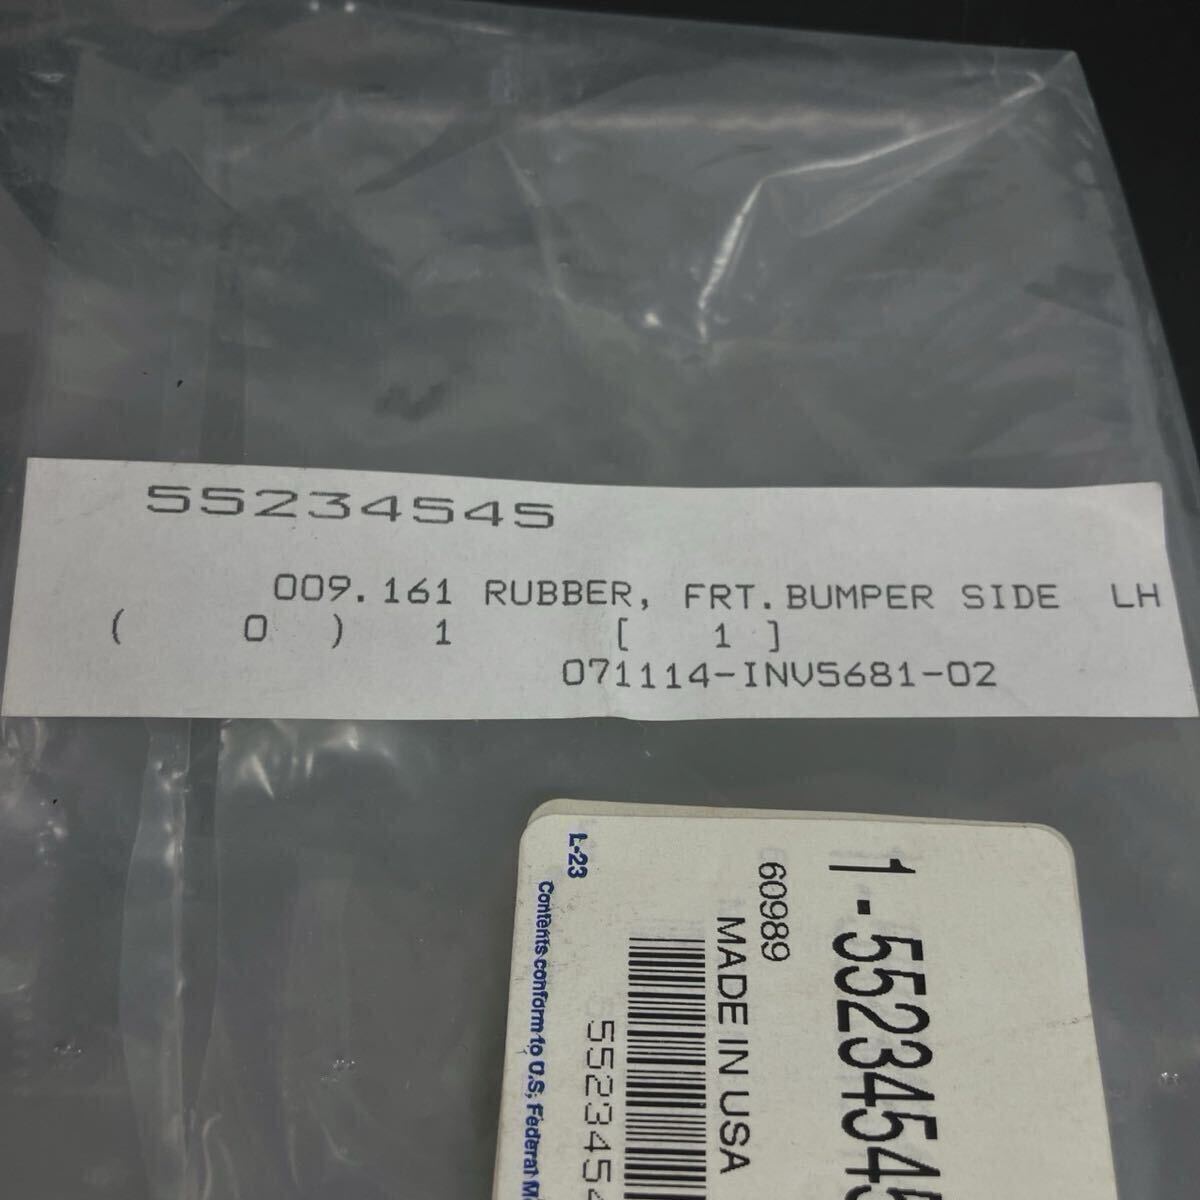 55234545
009.161 RUBBER, FRT.BUMPER SIDE LH
( 0 ) 1 [ 1 ]
071114-INV5681-02
1-5523454
60989
MADE IN USA
552345
L-23
Contents conform to U.S. Federal